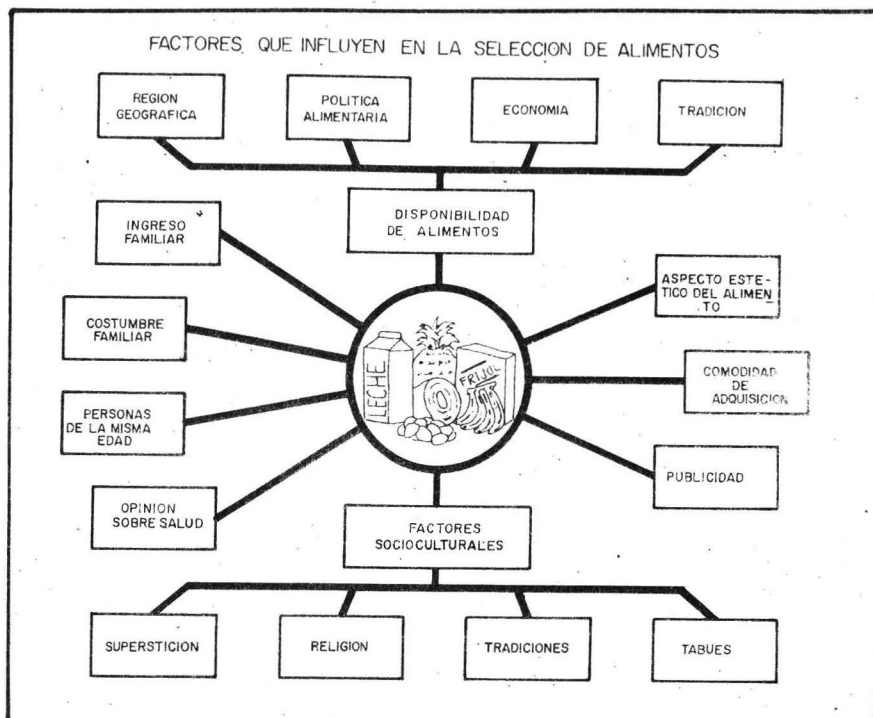 FACTORES QUE INFLUYEN EN LA SELECCION DE ALIMENTOS
REGION
GEOGRAFICA
POLITICA
ALIMENTARIA
ECONOMIA
TRADICION
DISPONIBILIDAD
DE ALIMENTOS
INGRESO
FAMILIAR
COSTUMBRE
FAMILIAR
PERSONAS
DE LA MISMA
EDAD
OPINION
SOBRE SALUD
LECHE
FRIJOL
ASPECTO ESTE-
TICO DEL ALIMEN-
TO
COMODIDAD
DE
ADQUISICION
PUBLICIDAD
FACTORES
SOCIOCULTURALES
SUPERSTICION
RELIGION
TRADICIONES
TABUES